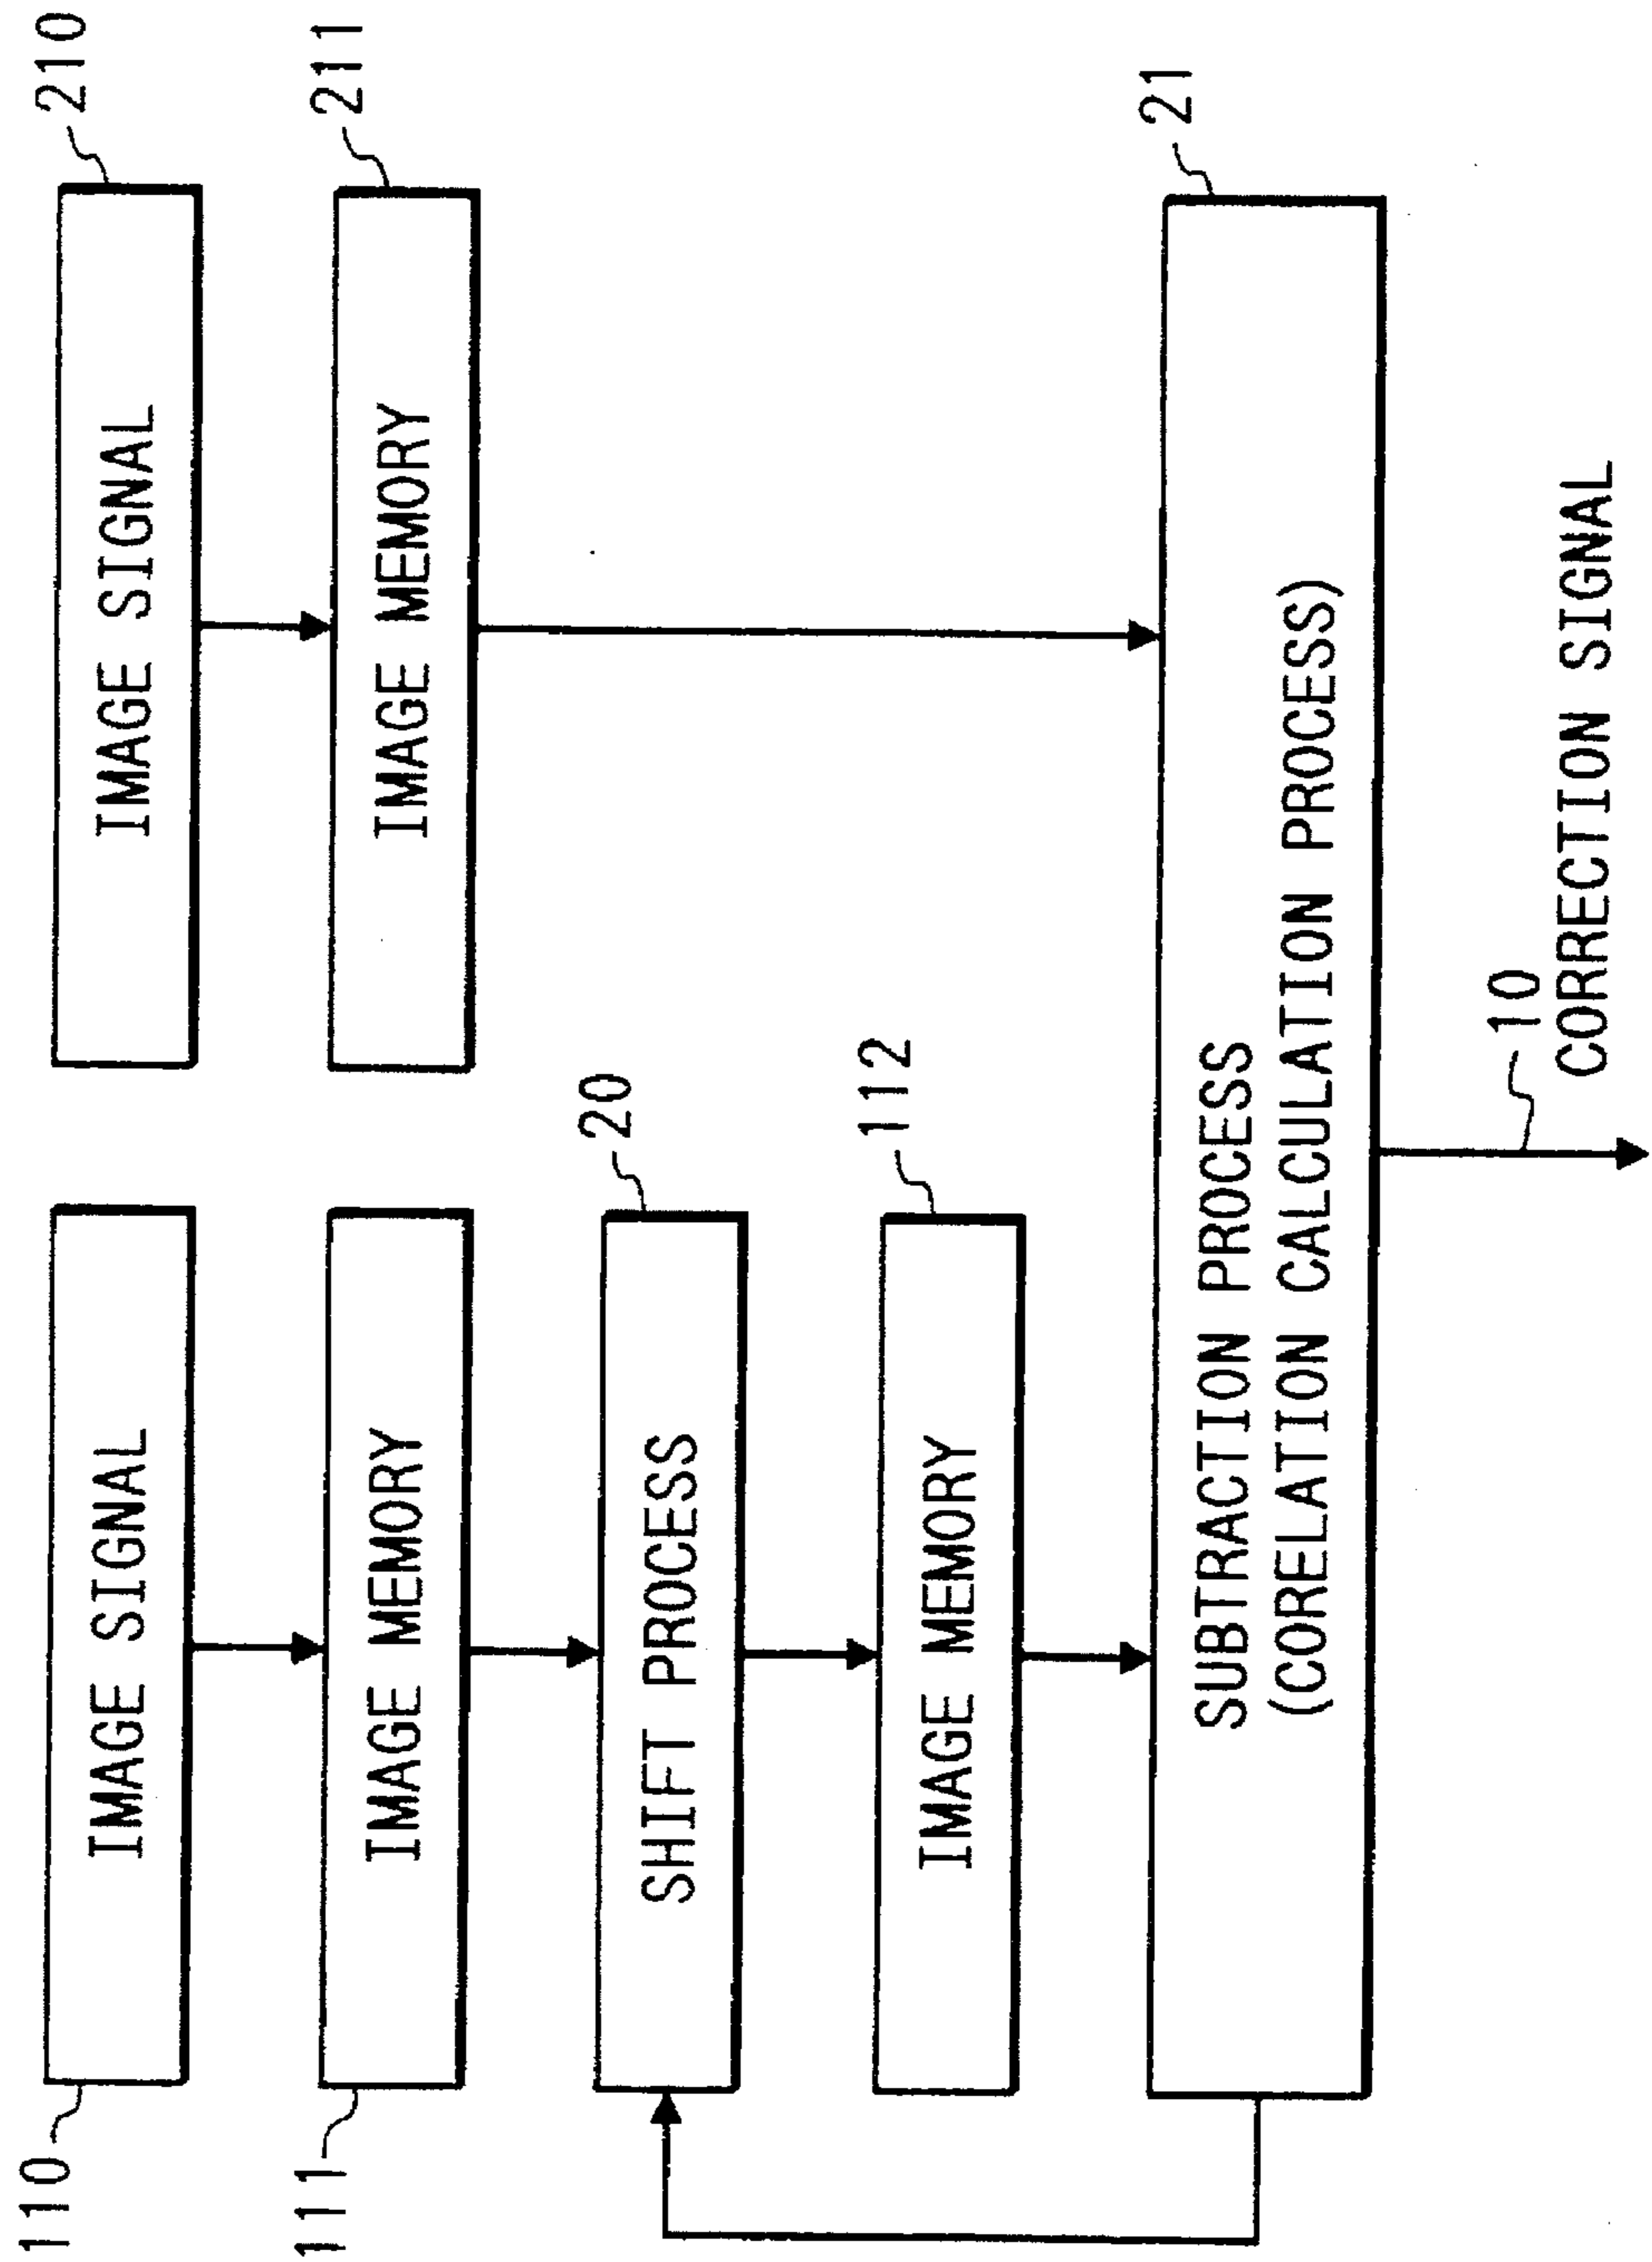 110
IMAGE SIGNAL
210
IMAGE SIGNAL
111
IMAGE MEMORY
211
IMAGE MEMORY
20
SHIFT PROCESS
112
IMAGE MEMORY
21
SUBTRACTION PROCESS
(CORELATION CALCULATION PROCESS)
10
CORRECTION SIGNAL